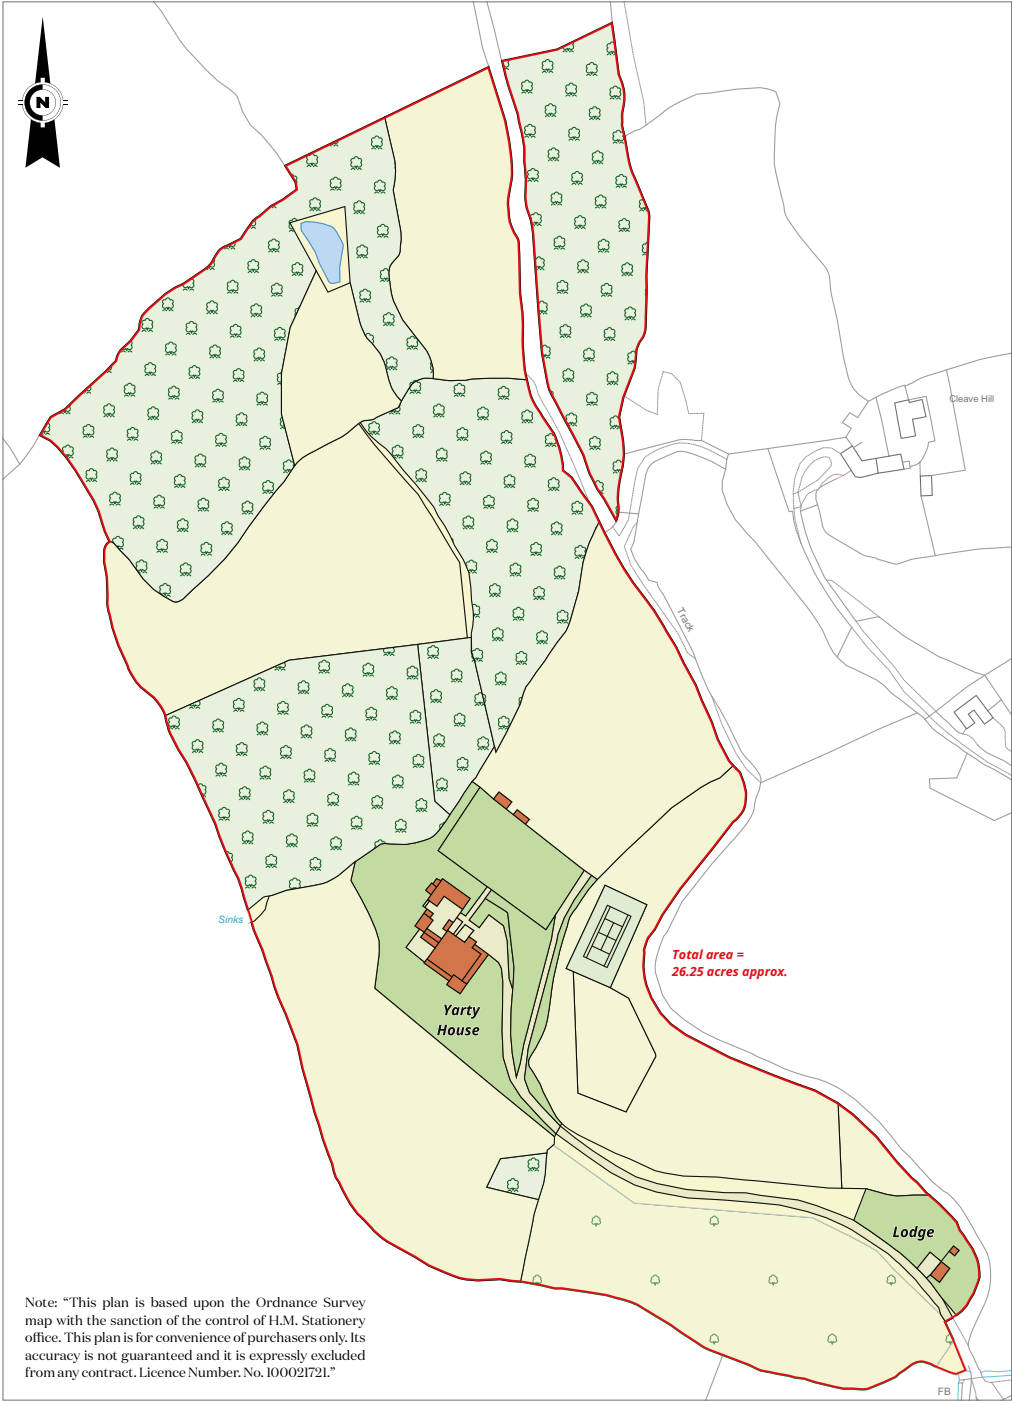 N
Cleave Hill
Track
Sinks
Total area =
26.25 acres approx.
Yarty
House
Lodge
Note: “This plan is based upon the Ordnance Survey
map with the sanction of the control of H.M. Stationery
office. This plan is for convenience of purchasers only. Its
accuracy is not guaranteed and it is expressly excluded
from any contract. Licence Number. No. 100021721.”
FB